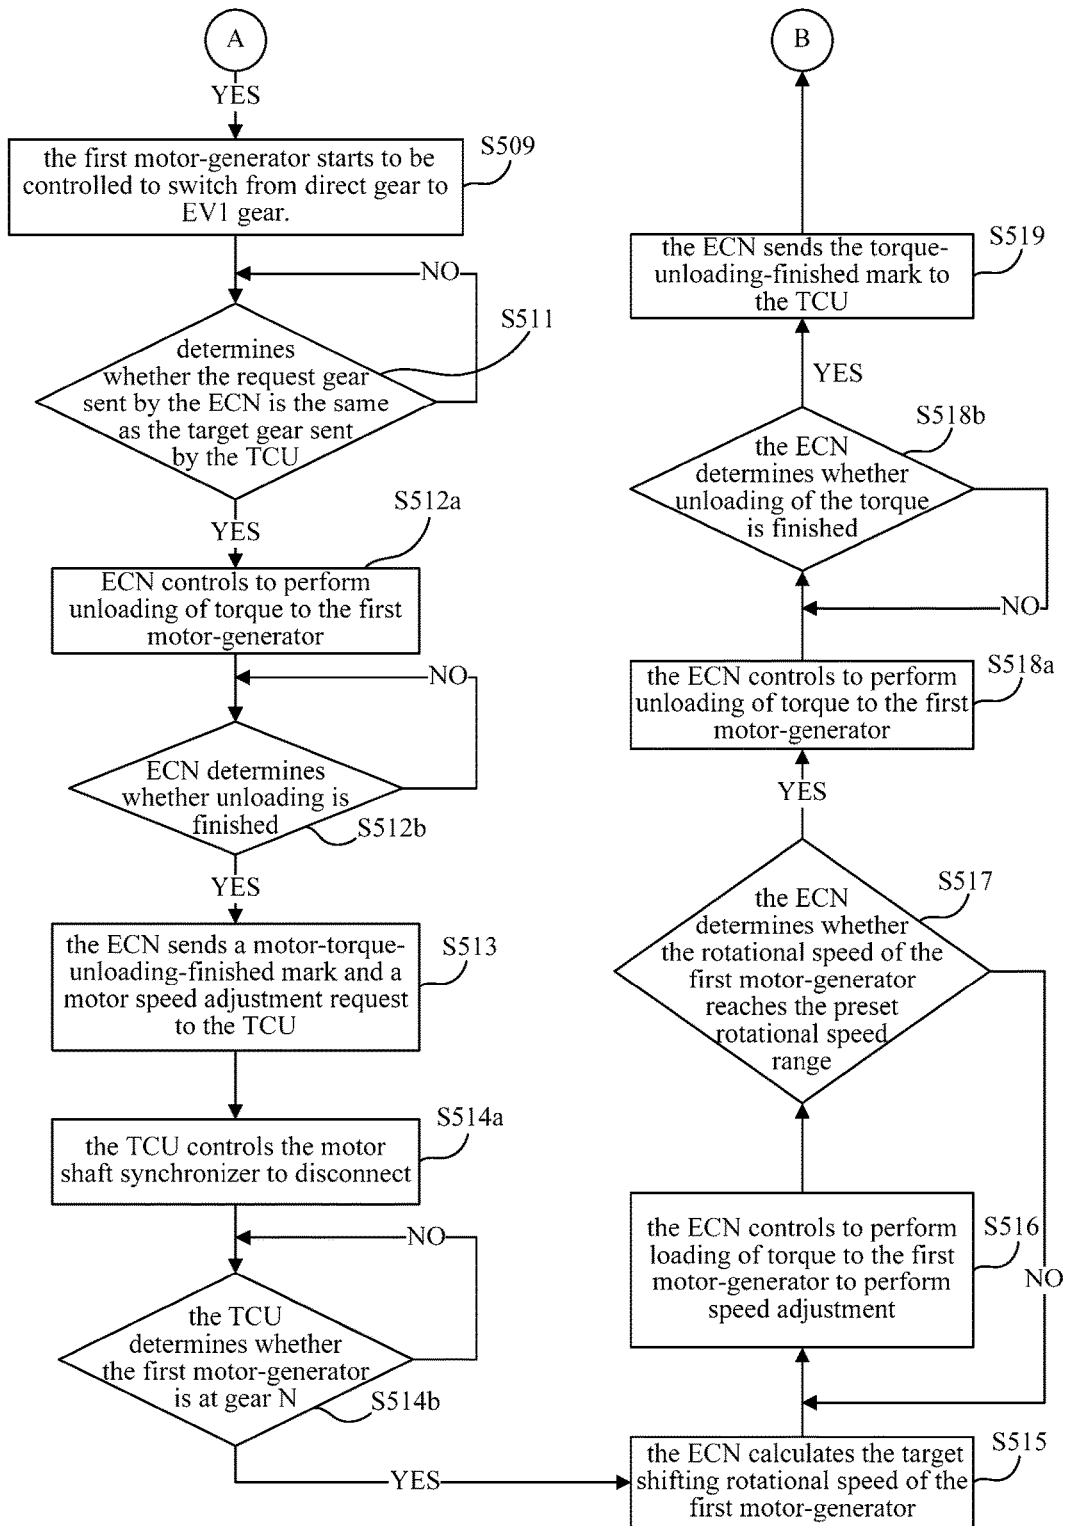 A
YES
S509
the first motor-generator starts to be
controlled to switch from direct gear to
EV1 gear.
NO
S511
determines
whether the request gear
sent by the ECN is the same
as the target gear sent
by the TCU
YES
S512a
ECN controls to perform
unloading of torque to the first
motor-generator
NO
ECN determines
whether unloading is
finished
S512b
YES
the ECN sends a motor-torque-
unloading-finished mark and a
motor speed adjustment request
to the TCU
S513
S514a
the TCU controls the motor
shaft synchronizer to disconnect
NO
the TCU
determines whether
the first motor-generator
is at gear N
S514b
YES
the ECN calculates the target
shifting rotational speed of the
first motor-generator
S515
the ECN controls to perform
loading of torque to the first
motor-generator to perform
speed adjustment
S516
NO
the ECN
determines whether
the rotational speed of the
first motor-generator
reaches the preset
rotational speed
range
S517
YES
the ECN controls to perform
unloading of torque to the first
motor-generator
S518a
NO
the ECN
determines whether
unloading of the torque
is finished
S518b
YES
the ECN sends the torque-
unloading-finished mark to
the TCU
S519
B